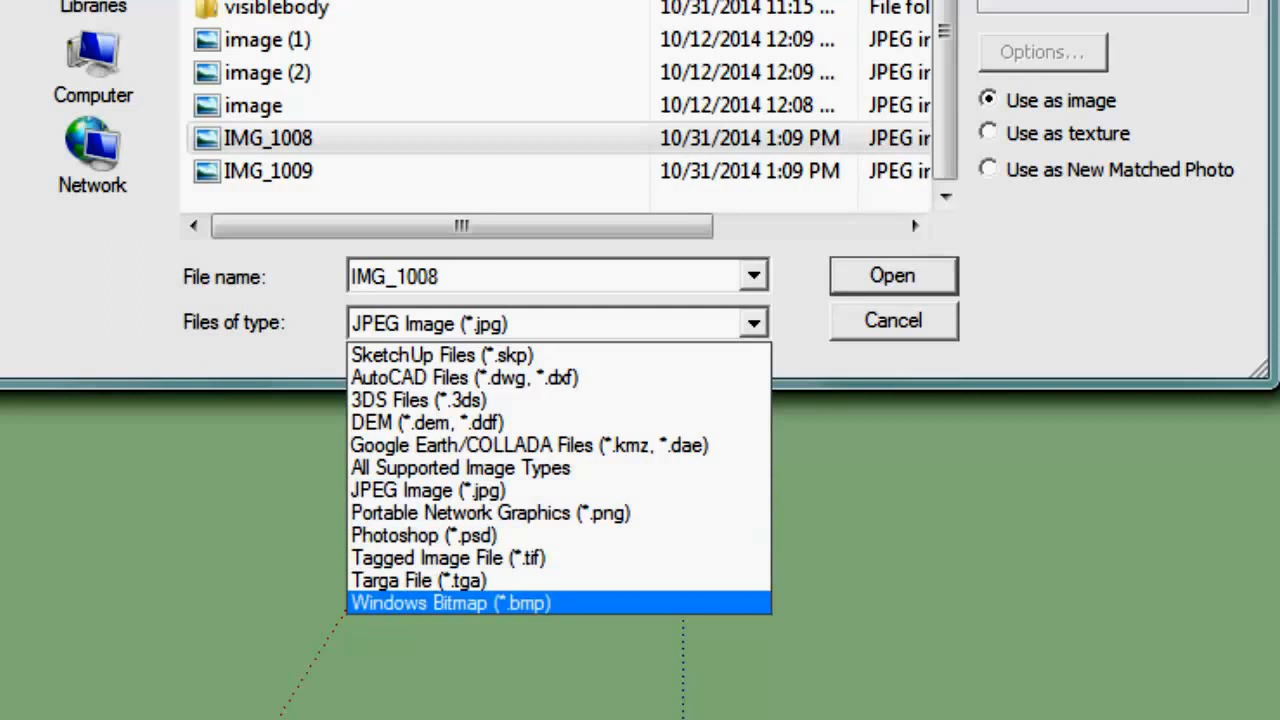 Libraries
visiblebody 10/31/2014 11:15 ... File fol
image (1) 10/12/2014 12:09 ... JPEG ir
Options...
image (2) 10/12/2014 12:09 ... JPEG ir
Computer
image 10/12/2014 12:08 ... JPEG ir
Use as image
IMG_1008 10/31/2014 1:09 PM JPEG ir
Use as texture
IMG_1009 10/31/2014 1:09 PM JPEG ir
Use as New Matched Photo
Network
File name: IMG_1008 Open
Files of type: JPEG Image (*.jpg) Cancel
SketchUp Files (*.skp)
AutoCAD Files (*.dwg, *.dxf)
3DS Files (*.3ds)
DEM (*.dem, *.ddf)
Google Earth/COLLADA Files (*.kmz, *.dae)
All Supported Image Types
JPEG Image (*.jpg)
Portable Network Graphics (*.png)
Photoshop (*.psd)
Tagged Image File (*.tif)
Targa File (*.tga)
Windows Bitmap (*.bmp)